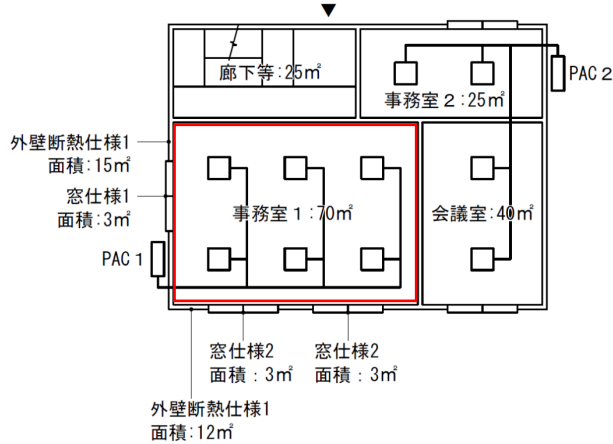 廊下等:25㎡
PAC 2
事務室 2 :25㎡
外壁断熱仕様1
面積:15㎡
窓仕様1
面積:3㎡
事務室 1 :70㎡
会議室:40㎡
PAC 1
窓仕様2
面積：3㎡
窓仕様2
面積：3㎡
外壁断熱仕様1
面積:12㎡